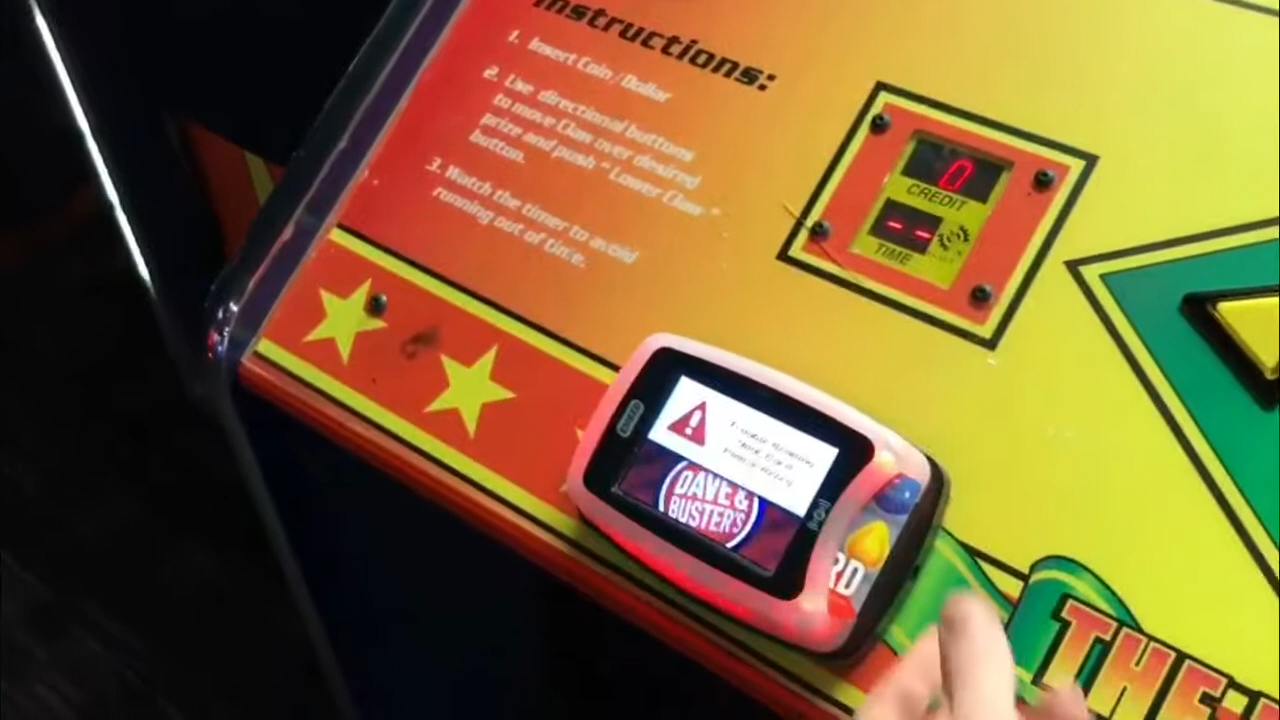 Instructions:
1. Insert Coin / Dollar
2. Use directional buttons
to move Claw over desired
prize and push "Lower Claw"
button.
3. Watch the timer to avoid
running out of time.
0
CREDIT
--
TIME
DAVE &
BUSTER'S
RD
THE